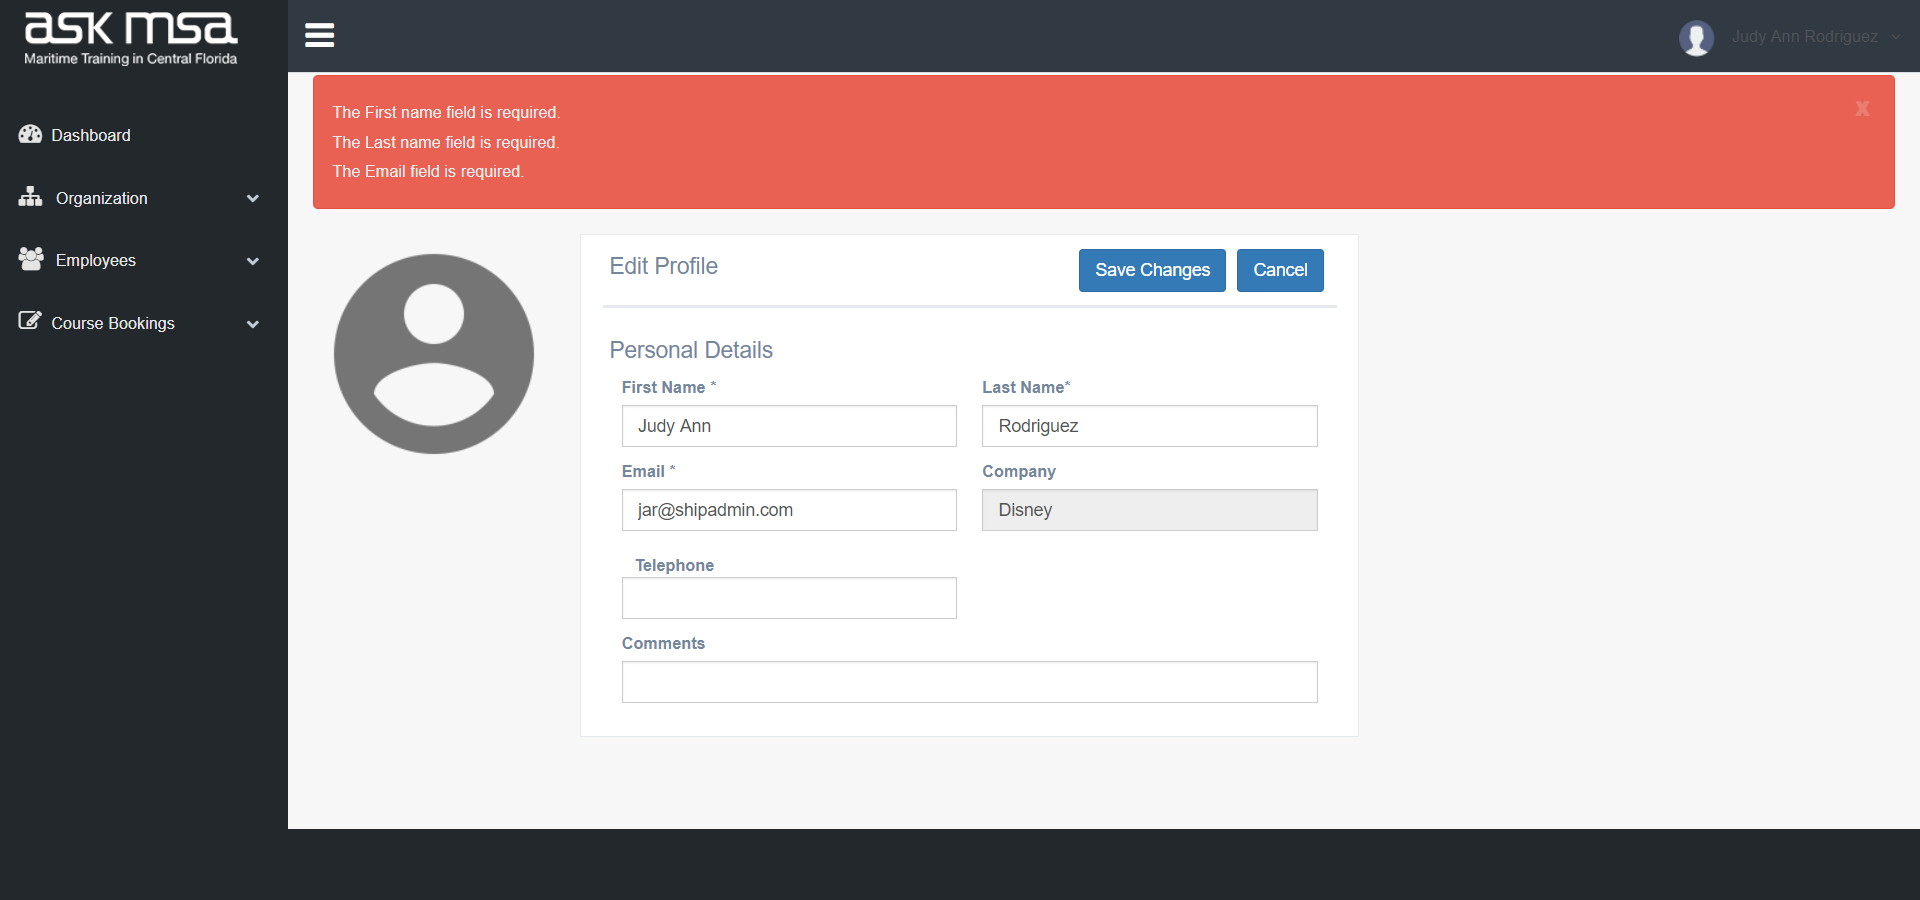 ask msa
Maritime Training in Central Florida
Judy Ann Rodriguez
Dashboard
Organization
Employees
Course Bookings
The First name field is required.
The Last name field is required.
The Email field is required.
x
Edit Profile
Save Changes
Cancel
Personal Details
First Name *
Last Name*
Judy Ann
Rodriguez
Email *
Company
jar@shipadmin.com
Disney
Telephone
Comments